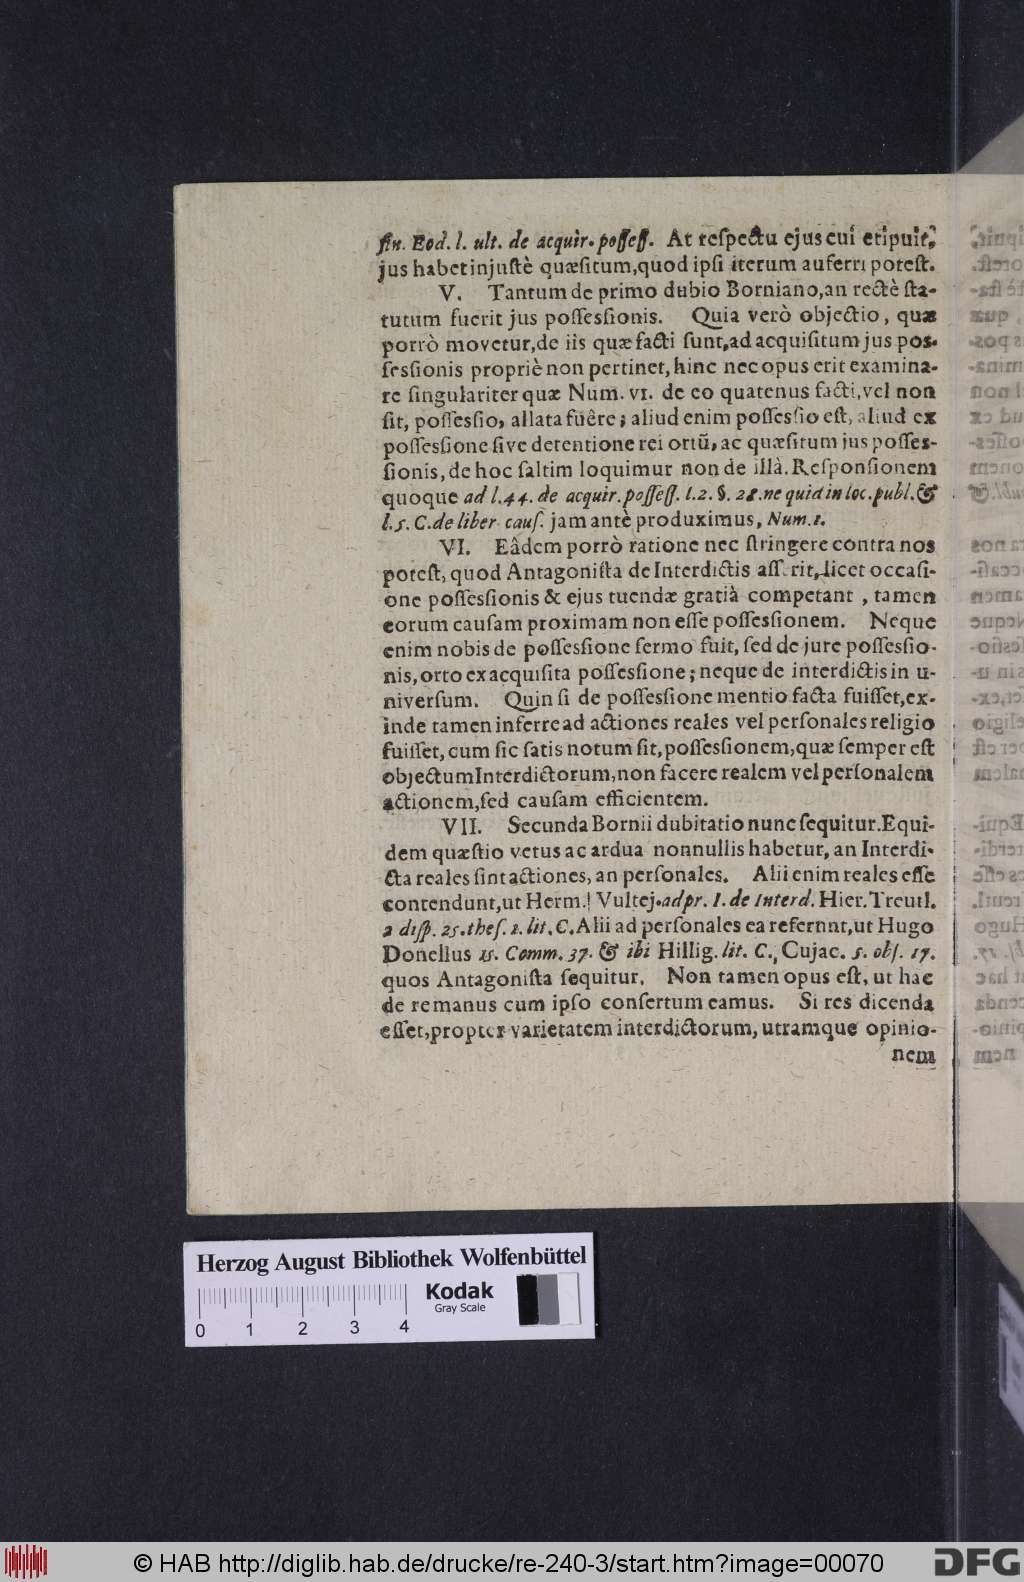 fin. Eod. l. ult. de acquir. posseſſ. At reſpectu ejus cui eripuit,
jus habet injuſtè quæſitum, quod ipſi iterum auferri poteſt.
V. Tantum de primo dubio Borniano, an rectè ſta-
tutum fuerit jus poſſesſionis. Quia verò objectio, quæ
porrò movetur, de iis quæ facti ſunt, ad acquiſitum jus pos-
ſesſionis propriè non pertinet, hinc nec opus erit examina-
re ſingulariter quæ Num. VI. de eo quatenus facti, vel non
ſit, poſſeſſio, allata fuêre; aliud enim poſſesſio eſt, aliud ex
poſſesſione ſive detentione rei ortũ, ac quæſitum jus poſſes-
ſionis, de hoc ſaltim loquimur non de illà. Reſponſionem
quoque ad l. 44. de acquir. poſſeſſ. l. 2. §. 28. ne quid in loc. publ. &
l. 5. C. de liber. cauſ. jam antè produximus, Num. 1.
VI. Eâdem porrò ratione nec ſtringere contra nos
poteſt, quod Antagoniſta de Interdictis aſſ rit, licet occaſi-
one poſſesſionis & ejus tuendæ gratià competant, tamen
eorum cauſam proximam non eſſe poſſesſionem. Neque
enim nobis de poſſesſione ſermo fuit, ſed de jure poſſesſio-
nis, orto ex acquiſita poſſesſione; neque de interdictis in u-
niverſum. Quin ſi de poſſesſione mentio facta fuiſſet, ex-
inde tamen inferre ad actiones reales vel perſonales religio
fuiſſet, cum ſic ſatis notum ſit, poſſesſionem, quæ ſemper eſt
objectum Interdictorum, non facere realem vel perſonalem
actionem, ſed cauſam efficientem.
VII. Secunda Bornii dubitatio nunc ſequitur. Equi-
dem quæſtio vetus ac ardua nonnullis habetur, an Interdi-
cta reales ſint actiones, an perſonales. Alii enim reales eſſe
contendunt, ut Herm. Vultej. ad pr. I. de Interd. Hier. Treutl.
a diſp. 25. theſ. 2. lit. C. Alii ad perſonales ea refernnt, ut Hugo
Donellus 15. Comm. 37. & ibi Hillig. lit. C., Cujac. 5. obſ. 17.
quos Antagoniſta ſequitur. Non tamen opus eſt, ut hac
de re manus cum ipſo conſertum eamus. Si res dicenda
eſſet, propter varietatem interdictorum, utramque opinio-
nem
Herzog August Bibliothek Wolfenbüttel
Kodak
Gray Scale
0 1 2 3 4
© HAB http://diglib.hab.de/drucke/re-240-3/start.htm?image=00070
DFG